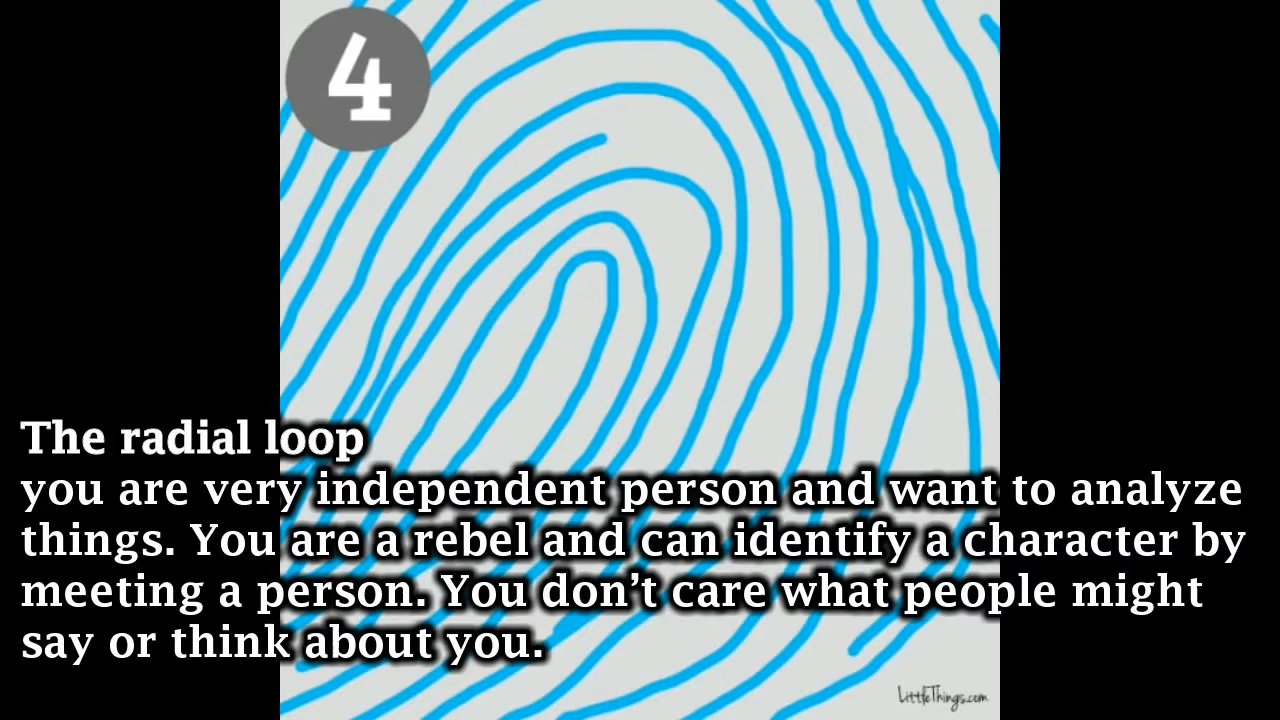 4
The radial loop
you are very independent person and want to analyze
things. You are a rebel and can identify a character by
meeting a person. You don’t care what people might
say or think about you.
LittleThings.com